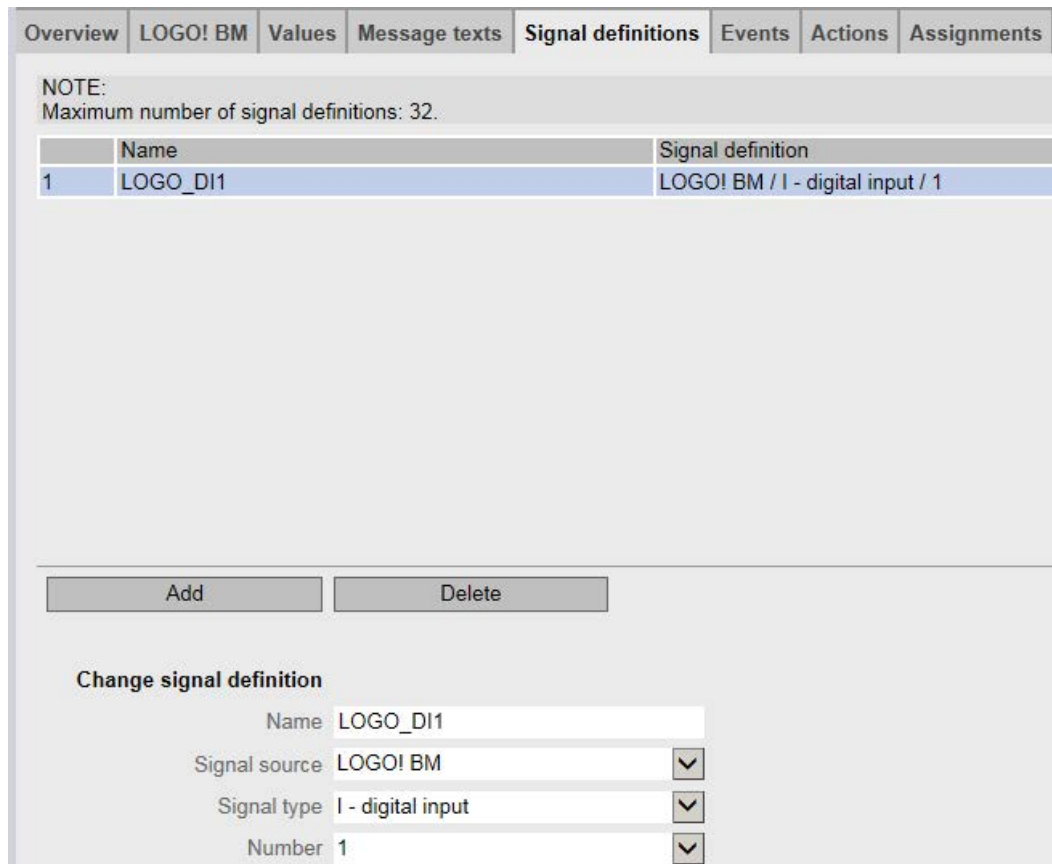 Overview LOGO! BM Values Message texts Signal definitions Events Actions Assignments
NOTE:
Maximum number of signal definitions: 32.
Name Signal definition
1 LOGO_DI1 LOGO! BM / I - digital input / 1
Add Delete
Change signal definition
Name LOGO_DI1
Signal source LOGO! BM
Signal type I - digital input
Number 1